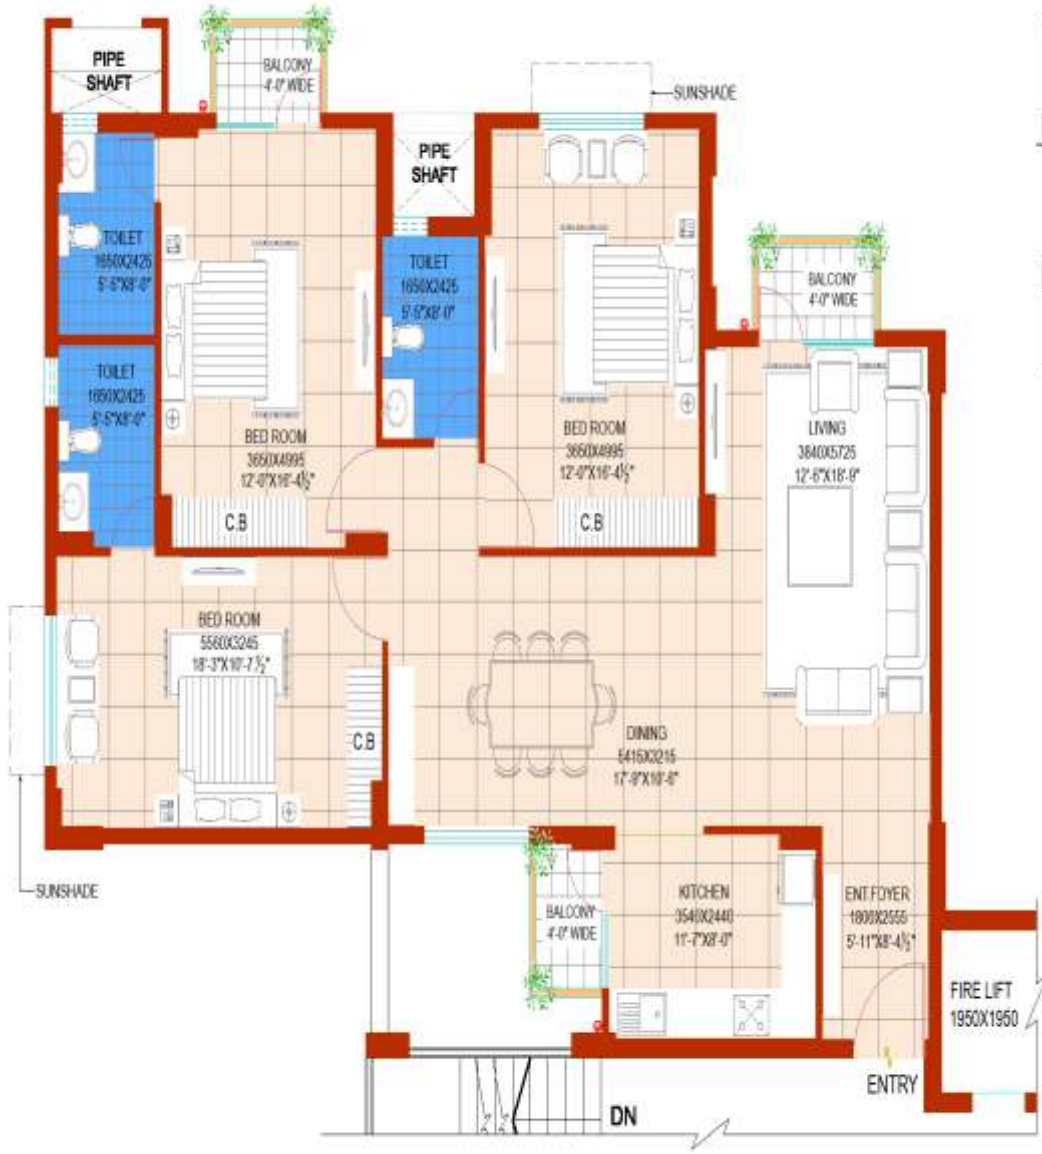 PIPE
SHAFT
BALCONY
4'-0" WIDE
SUNSHADE
PIPE
SHAFT
TOILET
1650X2425
5'-5"X8'-0"
TOILET
1650X2425
5'-5"X8'-0"
BALCONY
4'-0" WIDE
TOILET
1650X2425
5'-5"X8'-0"
BED ROOM
3650X4995
12'-0"X16'-4½"
BED ROOM
3650X4995
12'-0"X16'-4½"
LIVING
3840X5725
12'-6"X18'-9"
C.B
C.B
BED ROOM
5560X3245
18'-3"X10'-7½"
C.B
DINING
5415X3215
17'-9"X10'-6"
SUNSHADE
BALCONY
4'-0" WIDE
KITCHEN
3540X2440
11'-7"X8'-0"
ENT.FOYER
1800X2555
5'-11"X8'-4½"
FIRE LIFT
1950X1950
ENTRY
DN